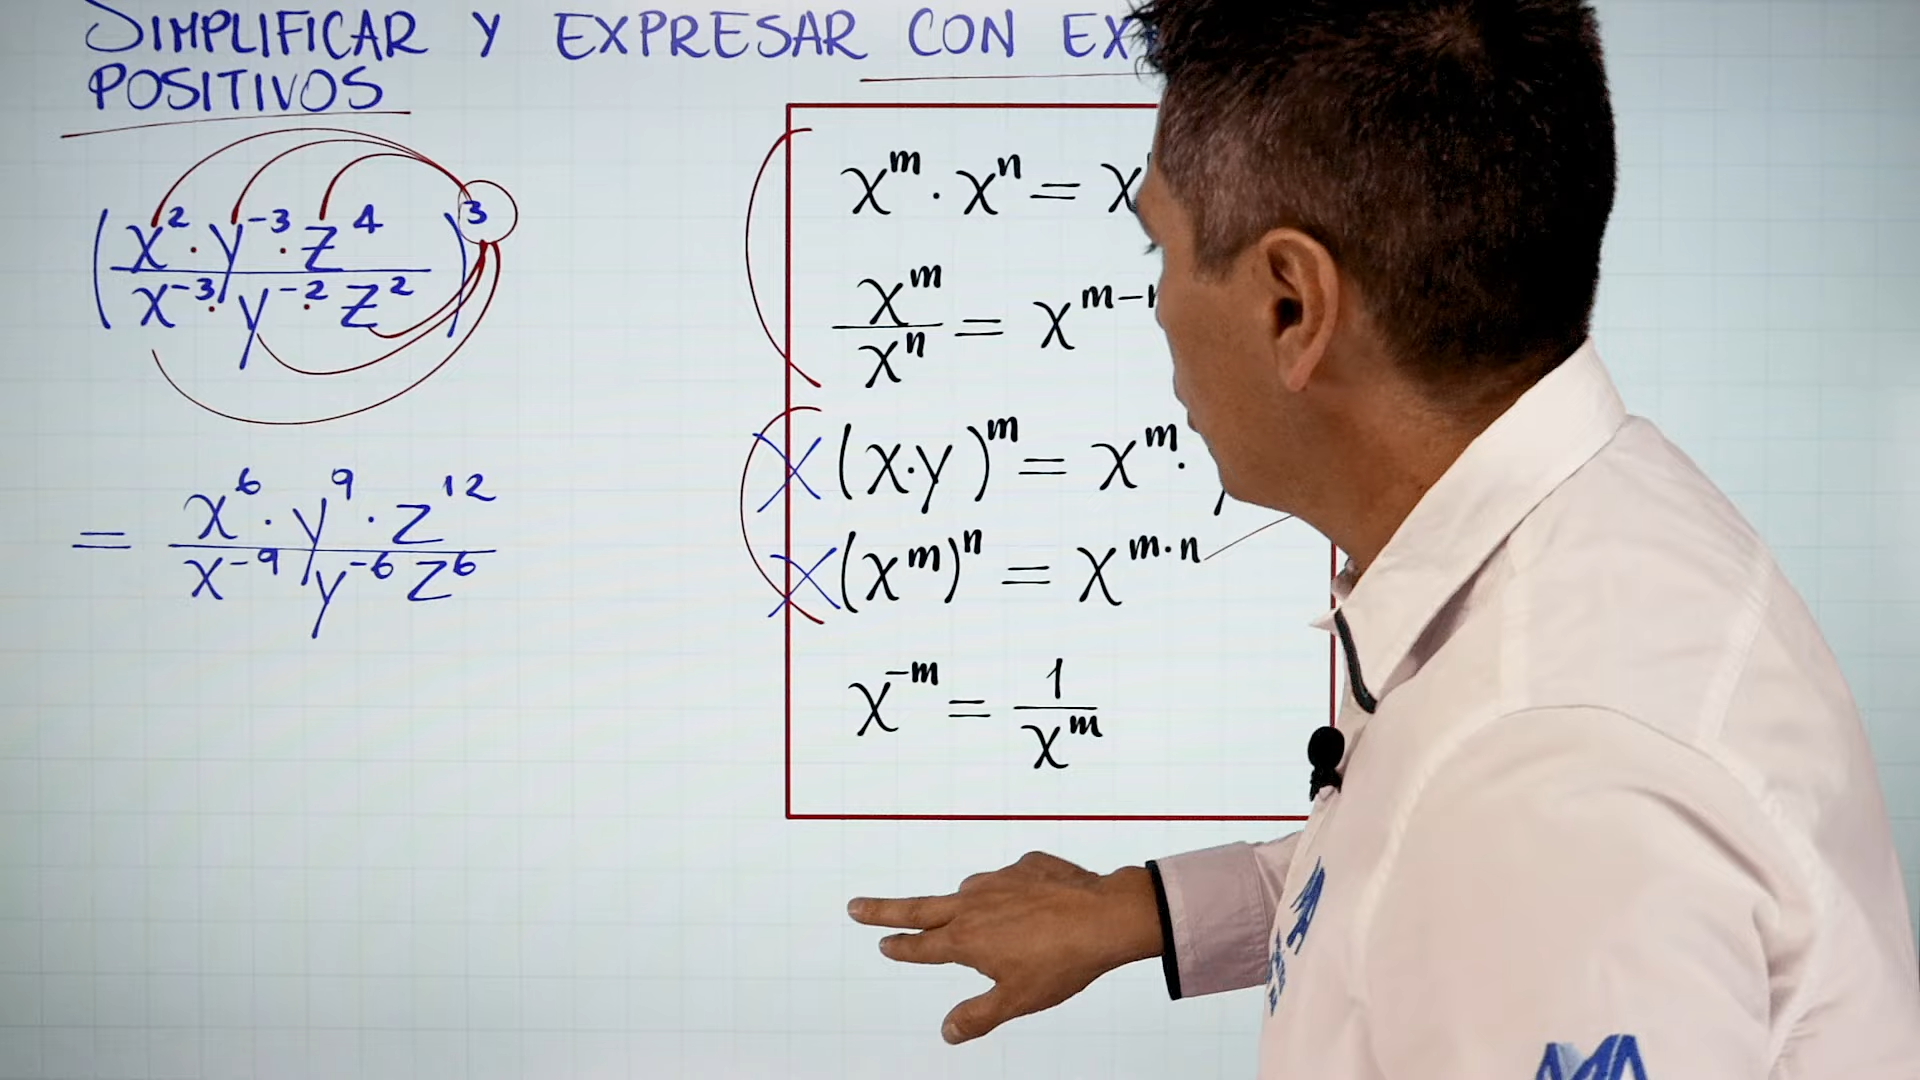 SIMPLIFICAR Y EXPRESAR CON EX
POSITIVOS
(x²·y⁻³·z⁴ / x⁻³·y⁻²·z²)³
= x⁶·y⁹·z¹² / x⁻⁹ y⁻⁶ z⁶
xᵐ · xⁿ = x
xᵐ / xⁿ = xᵐ⁻
X (x·y)ᵐ = xᵐ·
X (xᵐ)ⁿ = xᵐ·ⁿ
x⁻ᵐ = 1 / xᵐ
MA